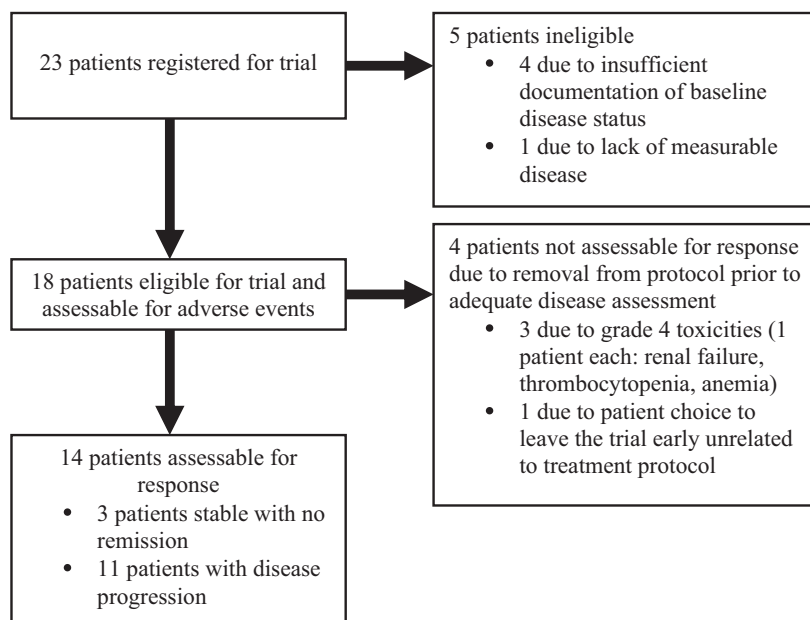 23 patients registered for trial
5 patients ineligible
• 4 due to insufficient
documentation of baseline
disease status
• 1 due to lack of measurable
disease
18 patients eligible for trial and
assessable for adverse events
4 patients not assessable for response
due to removal from protocol prior to
adequate disease assessment
• 3 due to grade 4 toxicities (1
patient each: renal failure,
thrombocytopenia, anemia)
• 1 due to patient choice to
leave the trial early unrelated
to treatment protocol
14 patients assessable for
response
• 3 patients stable with no
remission
• 11 patients with disease
progression